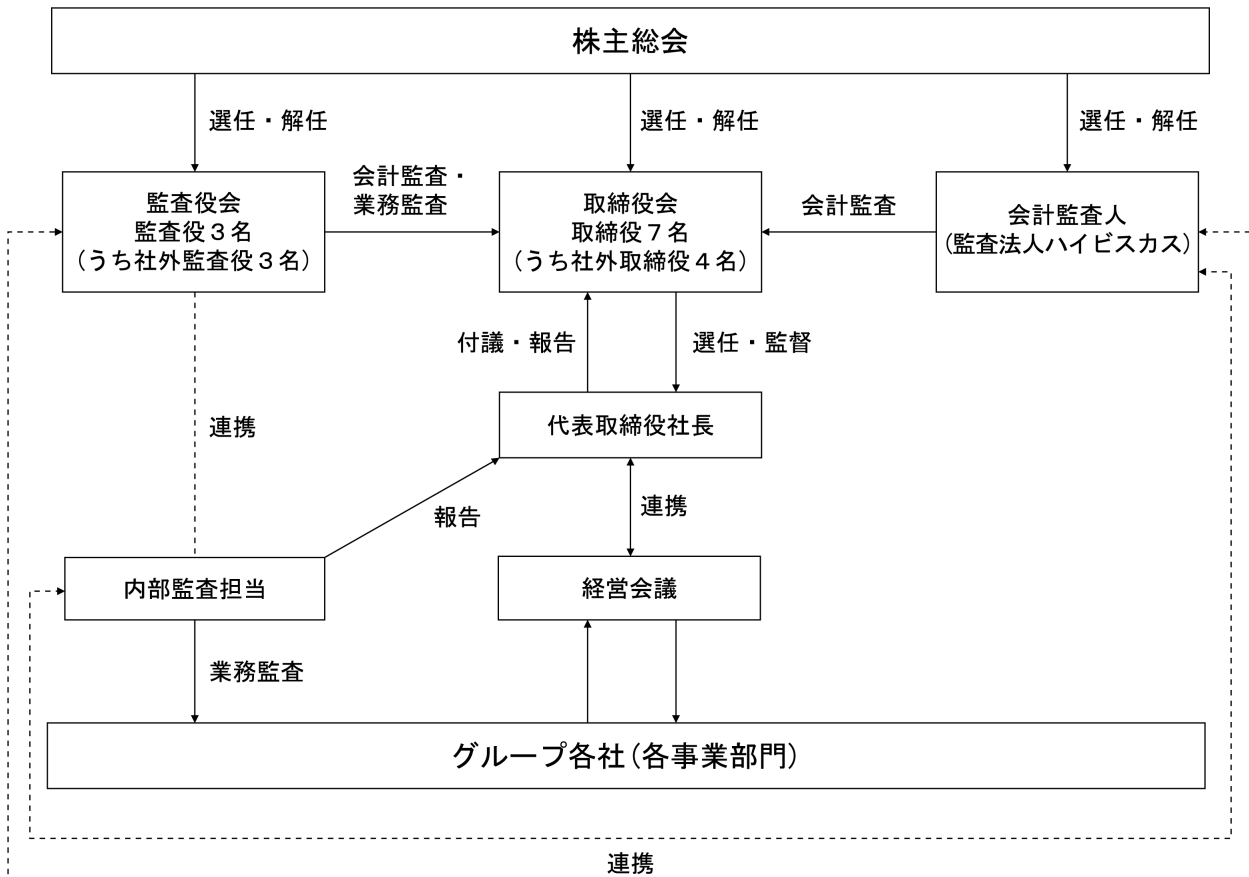 株主総会
選任・解任
選任・解任
選任・解任
監査役会
監査役３名
（うち社外監査役３名）
会計監査・
業務監査
取締役会
取締役７名
（うち社外取締役４名）
会計監査
会計監査人
（監査法人ハイビスカス）
付議・報告
選任・監督
連携
代表取締役社長
報告
連携
内部監査担当
経営会議
業務監査
グループ各社（各事業部門）
連携